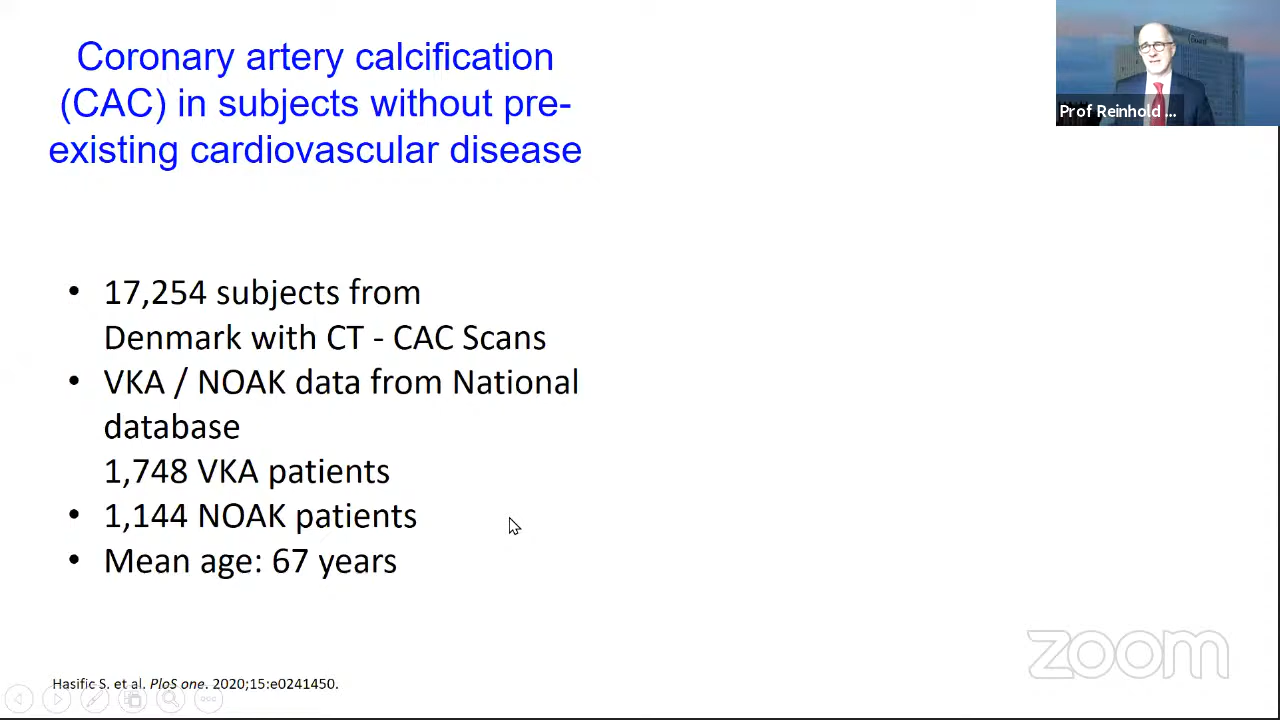 Coronary artery calcification
(CAC) in subjects without pre-
existing cardiovascular disease
Prof Reinhold ...
• 17,254 subjects from
Denmark with CT - CAC Scans
• VKA / NOAK data from National
database
1,748 VKA patients
• 1,144 NOAK patients
• Mean age: 67 years
zoom
Hasific S. et al. PloS one. 2020;15:e0241450.